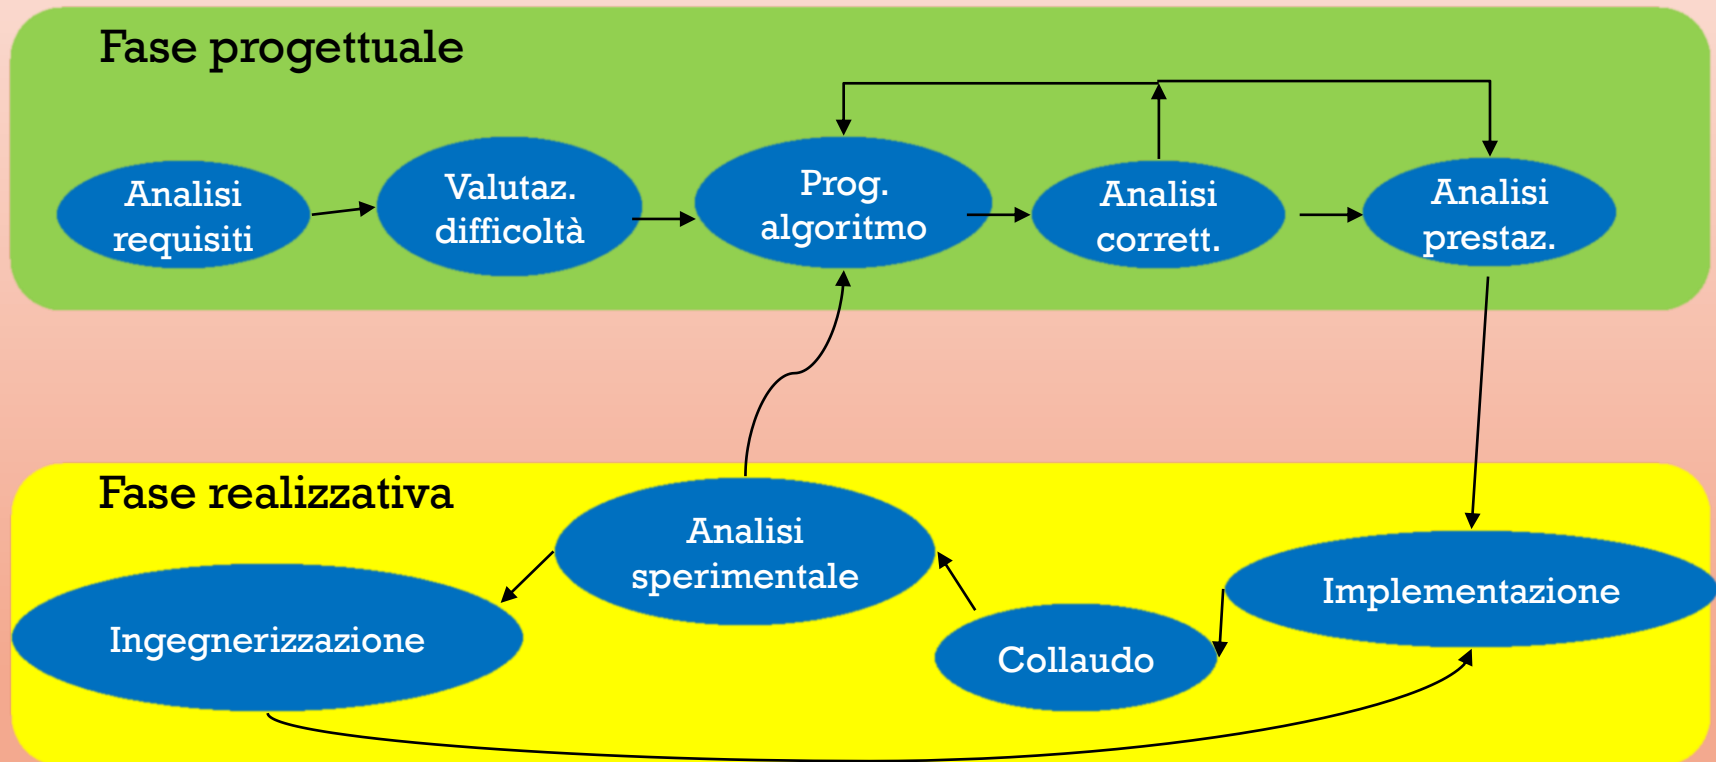 Fase progettuale
Analisi
requisiti
Valutaz.
difficoltà
Prog.
algoritmo
Analisi
corrett.
Analisi
prestaz.
Fase realizzativa
Analisi
sperimentale
Ingegnerizzazione
Collaudo
Implementazione